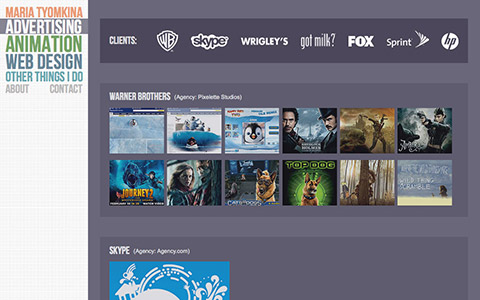 MARIA TYOMKINA
ADVERTISING
ANIMATION
WEB DESIGN
OTHER THINGS I DO
ABOUT CONTACT
CLIENTS: WB skype WRIGLEY'S got milk? FOX Sprint hp
WARNER BROTHERS (Agency: Pixelette Studios)
JOURNEY 2
TOP DOG
SKYPE (Agency: Agency.com)